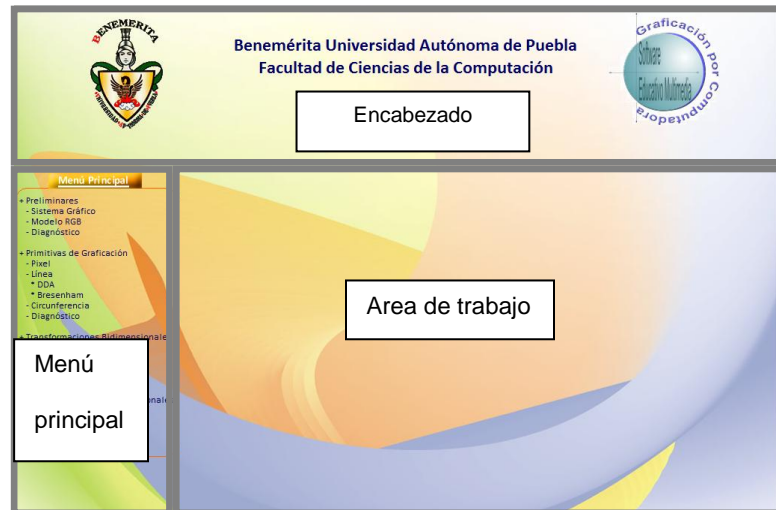 BENEMERITA
Benemérita Universidad Autónoma de Puebla
Facultad de Ciencias de la Computación
Encabezado
Graficación por Computadora
Software
Educativo Multimedia
Menú Principal
+ Preliminares
- Sistema Gráfico
- Modelo RGB
- Diagnóstico
+ Primitivas de Graficación
- Pixel
- Línea
* DDA
* Bresenham
- Circunferencia
- Diagnóstico
+ Transformaciones Bidimensionale
Menú
principal
Area de trabajo